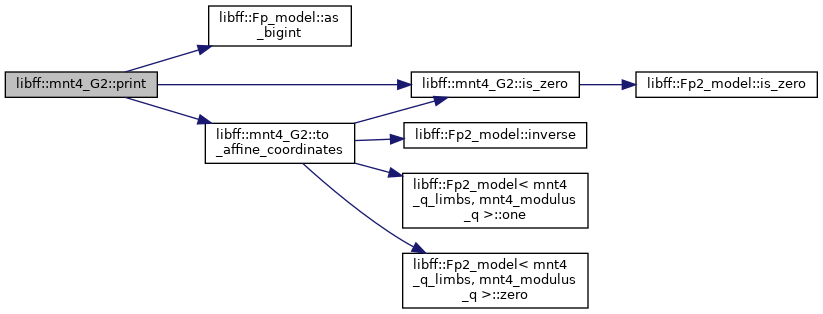 libff::Fp_model::as
_bigint
libff::mnt4_G2::print
libff::mnt4_G2::is_zero
libff::Fp2_model::is_zero
libff::mnt4_G2::to
_affine_coordinates
libff::Fp2_model::inverse
libff::Fp2_model< mnt4
_q_limbs, mnt4_modulus
_q >::one
libff::Fp2_model< mnt4
_q_limbs, mnt4_modulus
_q >::zero